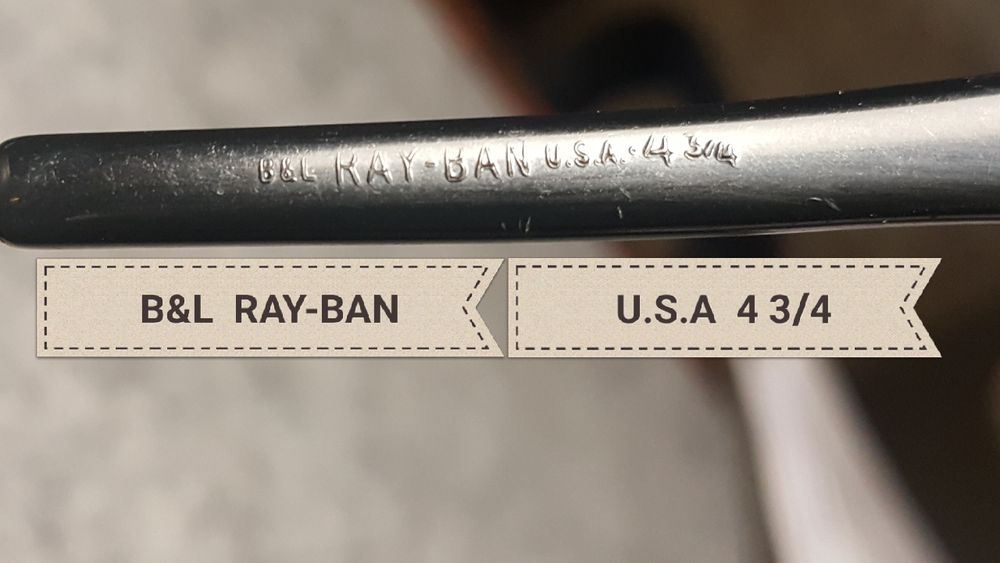 B&L RAY-BAN U.S.A. · 4 3/4
B&L RAY-BAN
U.S.A 4 3/4